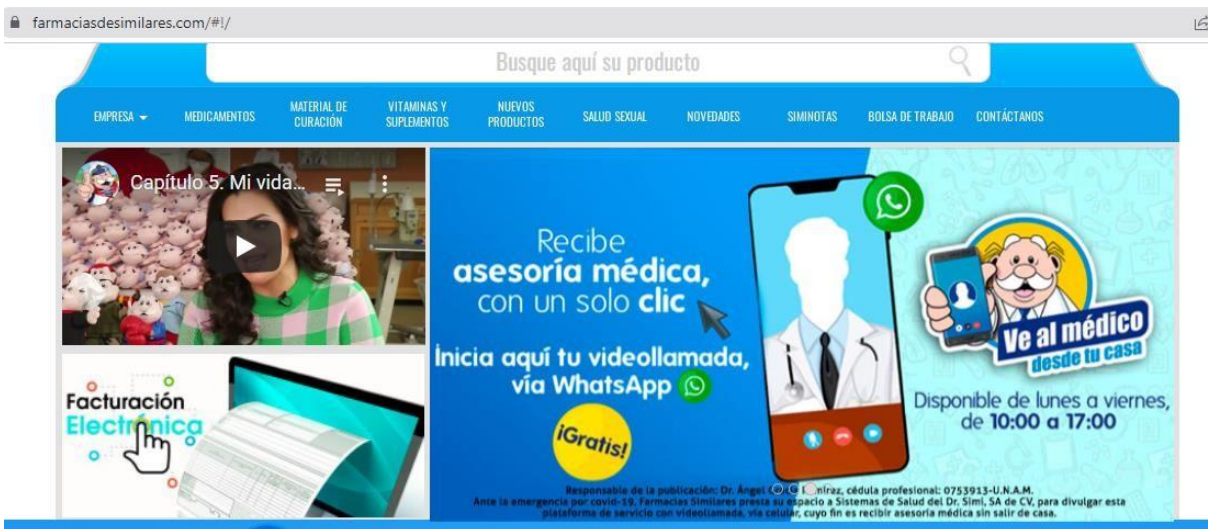 farmaciasdesimilares.com/#!/
Busque aquí su producto
EMPRESA
MEDICAMENTOS
MATERIAL DE
CURACIÓN
VITAMINAS Y
SUPLEMENTOS
NUEVOS
PRODUCTOS
SALUD SEXUAL
NOVEDADES
SIMINOTAS
BOLSA DE TRABAJO
CONTÁCTANOS
Capítulo 5. Mi vida...
Facturación
Electrónica
Recibe
asesoría médica,
con un solo clic
Inicia aquí tu videollamada,
vía WhatsApp
¡Gratis!
Ve al médico
desde tu casa
Disponible de lunes a viernes,
de 10:00 a 17:00
Responsable de la publicación: Dr. Ángel cédula profesional: 0753913-U.N.A.M.
Ante la emergencia por covid-19, Farmacias Similares presta su espacio a Sistemas de Salud del Dr. Simi, SA de CV, para divulgar esta
plataforma de servicio con videollamada, vía celular, cuyo fin es recibir asesoría médica sin salir de casa.